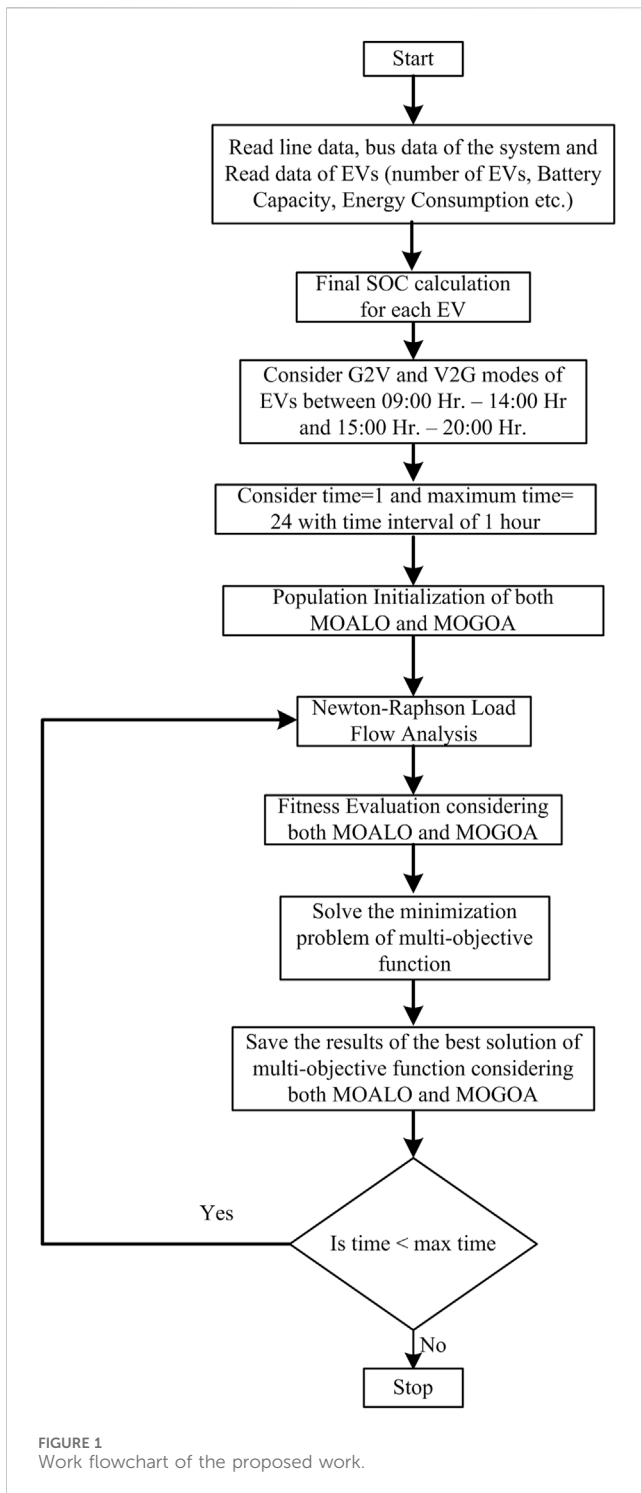 Start
Read line data, bus data of the system and
Read data of EVs (number of EVs, Battery
Capacity, Energy Consumption etc.)
Final SOC calculation
for each EV
Consider G2V and V2G modes of
EVs between 09:00 Hr. – 14:00 Hr
and 15:00 Hr. – 20:00 Hr.
Consider time=1 and maximum time=
24 with time interval of 1 hour
Population Initialization of both
MOALO and MOGOA
Newton-Raphson Load
Flow Analysis
Fitness Evaluation considering
both MOALO and MOGOA
Solve the minimization
problem of multi-objective
function
Save the results of the best solution of
multi-objective function considering
both MOALO and MOGOA
Yes
Is time < max time
No
Stop
FIGURE 1
Work flowchart of the proposed work.